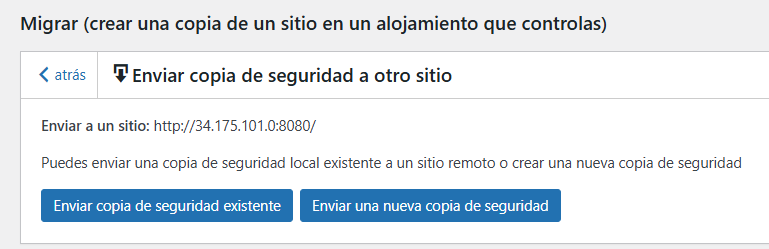 Migrar (crear una copia de un sitio en un alojamiento que controlas)
atrás
Enviar copia de seguridad a otro sitio
Enviar a un sitio: http://34.175.101.0:8080/
Puedes enviar una copia de seguridad local existente a un sitio remoto o crear una nueva copia de seguridad
Enviar copia de seguridad existente
Enviar una nueva copia de seguridad